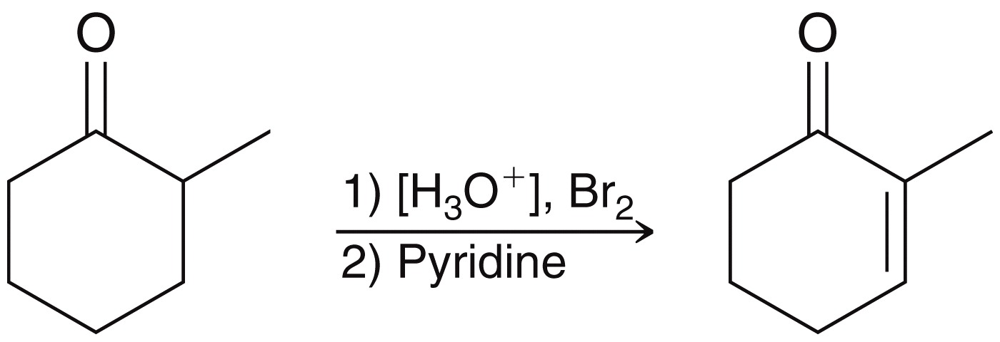 O
O
1) [H₃O⁺], Br₂
2) Pyridine